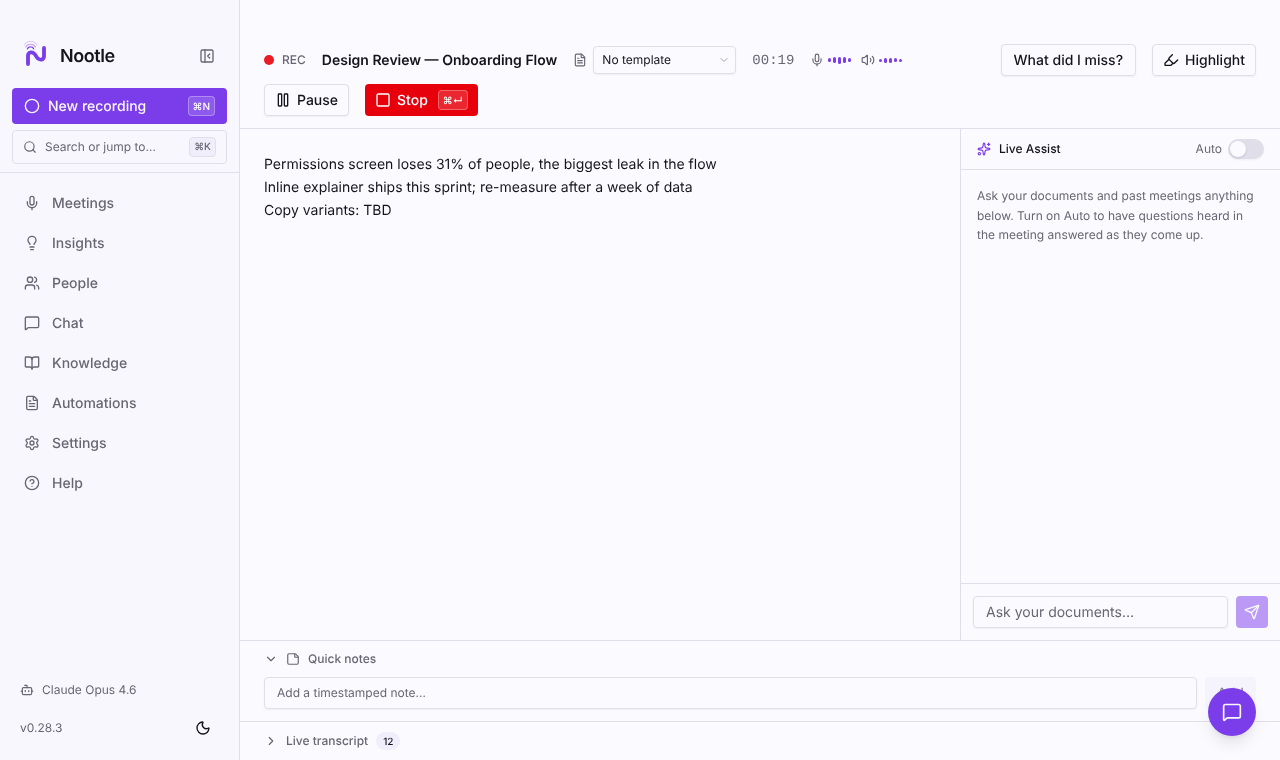 Nootle
New recording ⌘N
Search or jump to... ⌘K
Meetings
Insights
People
Chat
Knowledge
Automations
Settings
Help
Claude Opus 4.6
v0.28.3
REC Design Review — Onboarding Flow No template 00:19 What did I miss? Highlight
Pause Stop ⌘↵
Permissions screen loses 31% of people, the biggest leak in the flow
Inline explainer ships this sprint; re-measure after a week of data
Copy variants: TBD
Live Assist Auto
Ask your documents and past meetings anything
below. Turn on Auto to have questions heard in
the meeting answered as they come up.
Ask your documents...
Quick notes
Add a timestamped note...
Live transcript 12